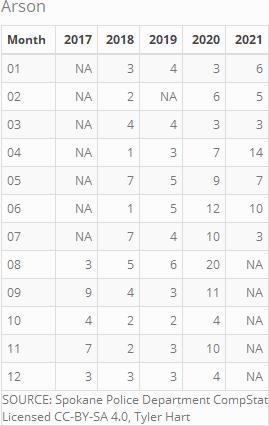 Arson
Month 2017 2018 2019 2020 2021
01 NA 3 4 3 6
02 NA 2 NA 6 5
03 NA 4 4 3 3
04 NA 1 3 7 14
05 NA 7 5 9 7
06 NA 1 5 12 10
07 NA 7 4 10 3
08 3 5 6 20 NA
09 9 4 3 11 NA
10 4 2 2 4 NA
11 7 2 3 10 NA
12 3 3 3 4 NA
SOURCE: Spokane Police Department CompStat
Licensed CC-BY-SA 4.0, Tyler Hart